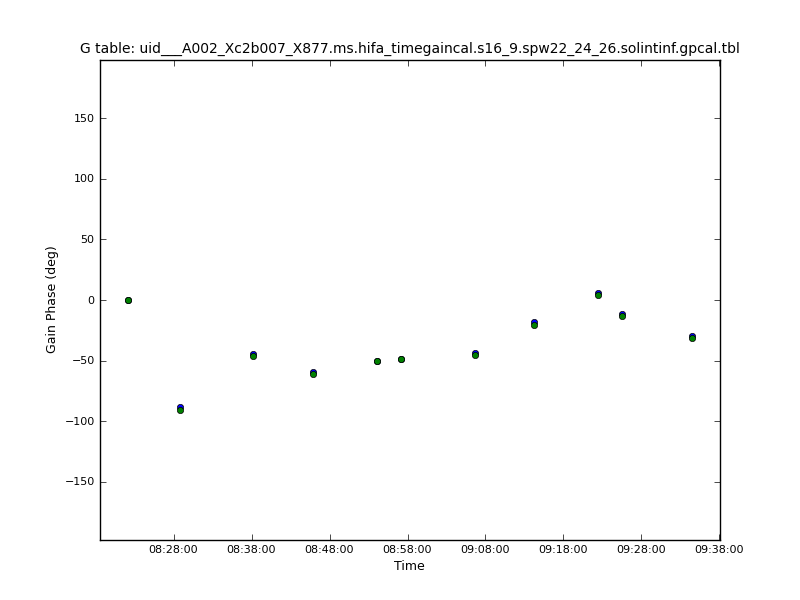 G table: uid___A002_Xc2b007_X877.ms.hifa_timegaincal.s16_9.spw22_24_26.solintinf.gpcal.tbl
150
100
50
0
−50
−100
−150
Gain Phase (deg)
08:28:00 08:38:00 08:48:00 08:58:00 09:08:00 09:18:00 09:28:00 09:38:00
Time